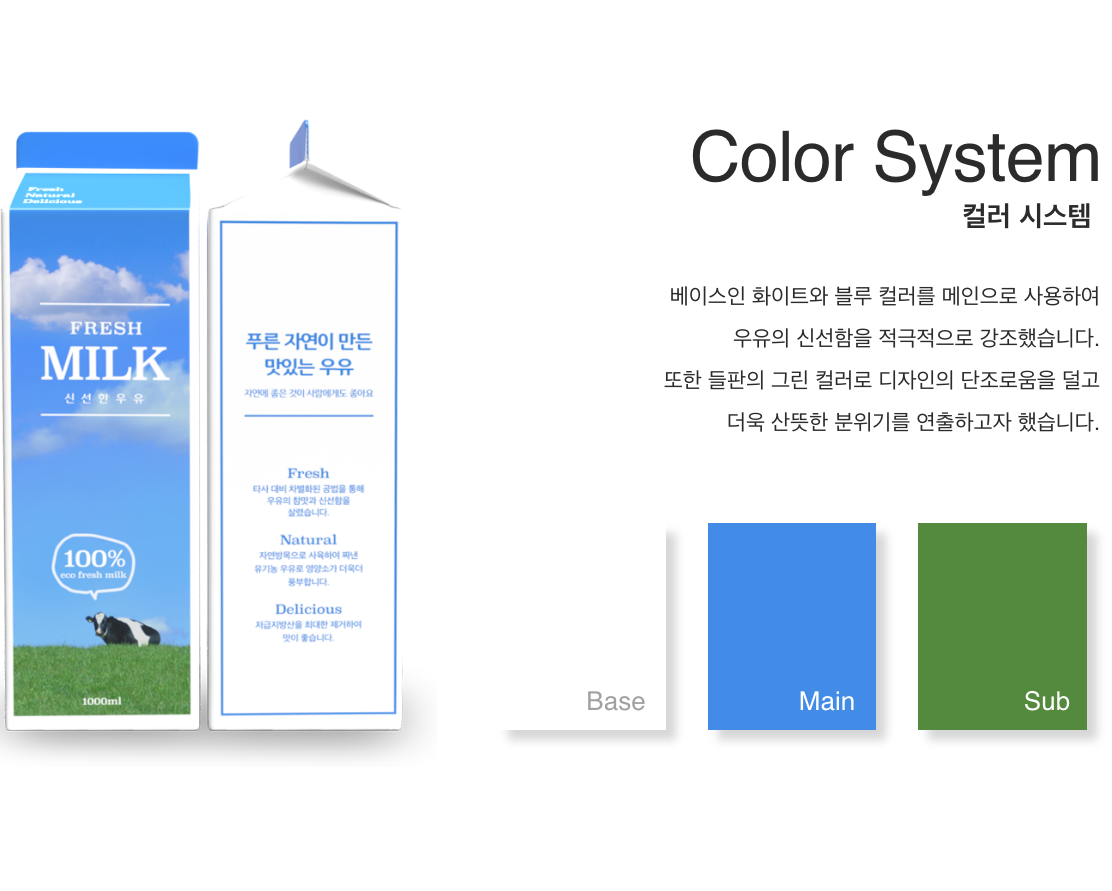 Fresh
Natural
Delicious
FRESH
MILK
신선한우유
100%
eco fresh milk
1000ml
푸른 자연이 만든
맛있는 우유
자연에 좋은 것이 사람에게도 좋아요
Fresh
타사 대비 차별화된 공법을 통해
우유의 참맛과 신선함을
살렸습니다.
Natural
자연방목으로 사육하여 짜낸
유기농 우유로 영양소가 더욱더
풍부합니다.
Delicious
저급지방산을 최대한 제거하여
맛이 좋습니다.
Color System
컬러 시스템
베이스인 화이트와 블루 컬러를 메인으로 사용하여
우유의 신선함을 적극적으로 강조했습니다.
또한 들판의 그린 컬러로 디자인의 단조로움을 덜고
더욱 산뜻한 분위기를 연출하고자 했습니다.
Base
Main
Sub